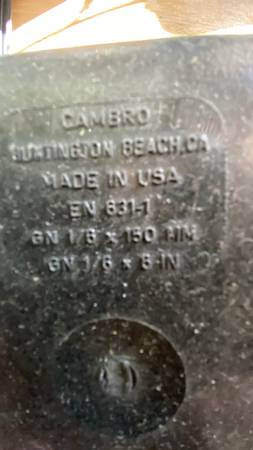 CAMBRO
HUNTINGTON BEACH, CA
MADE IN USA
EN 631-1
GN 1/6 x 150 MM
GN 1/6 x 6 IN